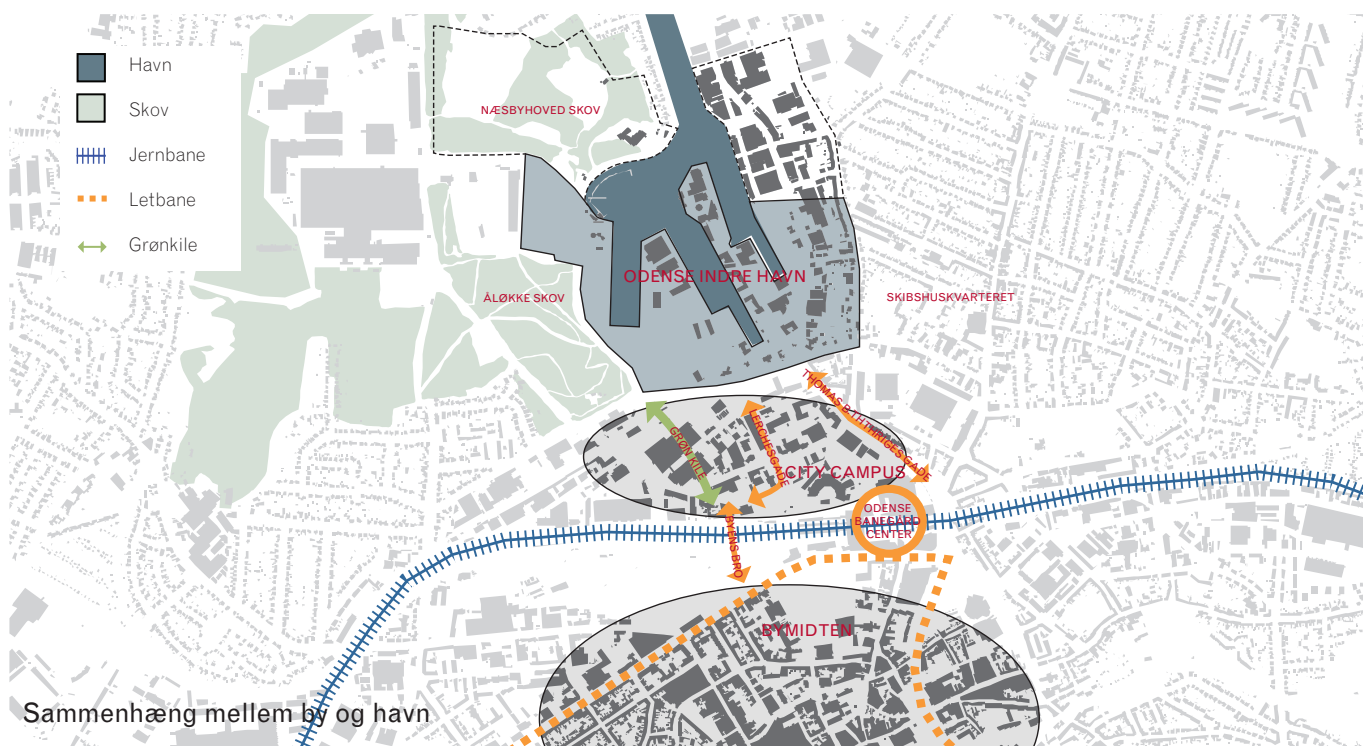 Havn
Skov
Jernbane
Letbane
Grønkile
NÆSBYHOVED SKOV
ODENSE INDRE HAVN
ÅLØKKE SKOV
SKIBSHUSKVARTERET
THOMAS B THTHRIGES GADE
LERCHESGADE
GRØN KILE
CITY CAMPUS
ODENSE
BANEGÅRD
CENTER
BYENS BRO
BYMIDTEN
Sammenhæng mellem by og havn